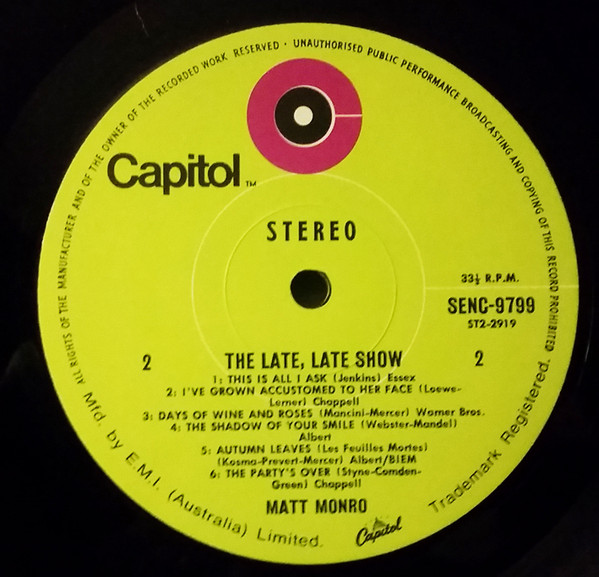 ALL RIGHTS OF THE MANUFACTURER AND OF THE OWNER OF THE RECORDED WORK RESERVED · UNAUTHORISED PUBLIC PERFORMANCE BROADCASTING AND COPYING OF THIS RECORD PROHIBITED
Capitol TM
STEREO
33⅓ R.P.M.
SENC-9799
ST2-2919
2 THE LATE, LATE SHOW 2
1: THIS IS ALL I ASK (Jenkins) Essex
2: I'VE GROWN ACCUSTOMED TO HER FACE (Loewe-
Lerner) Chappell
3: DAYS OF WINE AND ROSES (Mancini-Mercer) Warner Bros.
4: THE SHADOW OF YOUR SMILE (Webster-Mandel)
Albert
5: AUTUMN LEAVES (Les Feuilles Mortes)
(Kosma-Prevert-Mercer) Albert/BIEM
6: THE PARTY'S OVER (Styne-Comden-
Green) Chappell
MATT MONRO
Mfd. by E.M.I. (Australia) Limited.
Capitol
Trademark Registered.